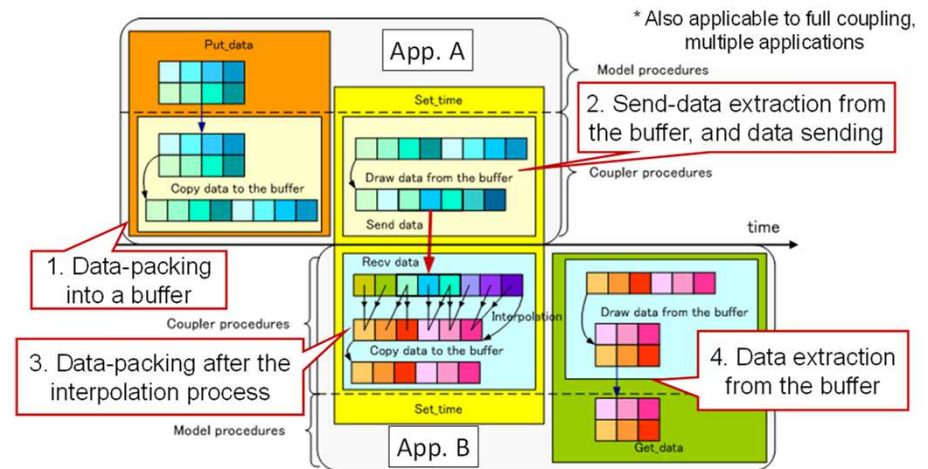 * Also applicable to full coupling,
multiple applications
Put_data
App. A
Model procedures
Set_time
2. Send-data extraction from
the buffer, and data sending
Draw data from the buffer
Coupler procedures
Copy data to the buffer
Send data
time
1. Data-packing
into a buffer
Recv data
Interpolation
Draw data from the buffer
Coupler procedures
Copy data to the buffer
3. Data-packing after the
interpolation process
4. Data extraction
from the buffer
Set_time
Model procedures
App. B
Get_data